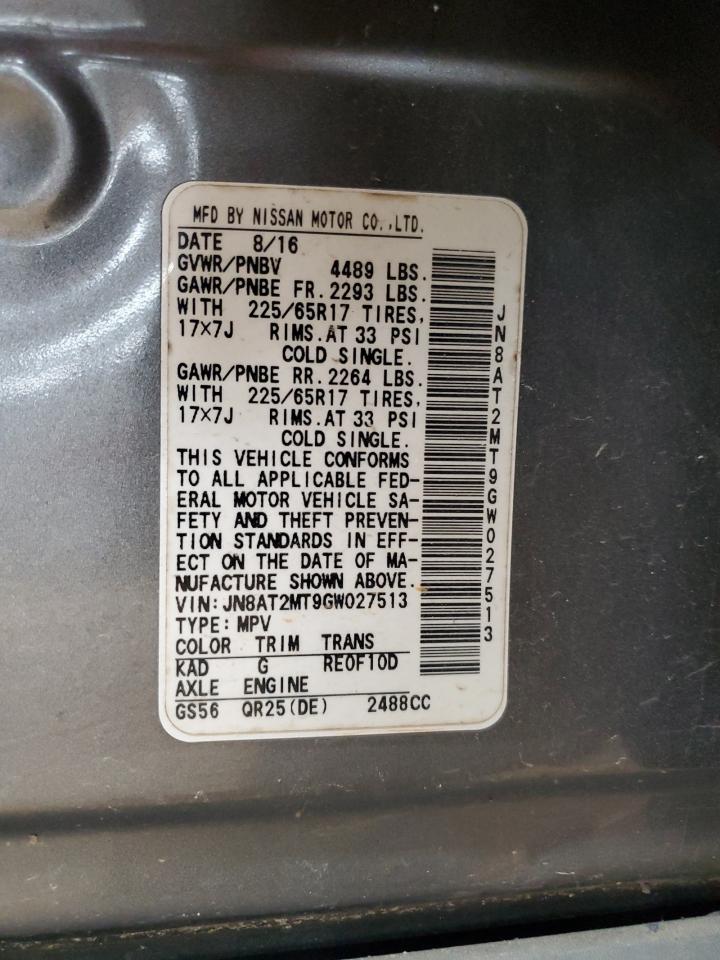 MFD BY NISSAN MOTOR CO.,LTD.
DATE 8/16
GVWR/PNBV 4489 LBS.
GAWR/PNBE FR. 2293 LBS.
WITH 225/65R17 TIRES,
17×7J RIMS. AT 33 PSI
COLD SINGLE.
GAWR/PNBE RR. 2264 LBS.
WITH 225/65R17 TIRES,
17×7J RIMS. AT 33 PSI
COLD SINGLE.
THIS VEHICLE CONFORMS
TO ALL APPLICABLE FED-
ERAL MOTOR VEHICLE SA-
FETY AND THEFT PREVEN-
TION STANDARDS IN EFF-
ECT ON THE DATE OF MA-
NUFACTURE SHOWN ABOVE.
VIN: JN8AT2MT9GW027513
TYPE: MPV
COLOR TRIM TRANS
KAD G RE0F10D
AXLE ENGINE
GS56 QR25(DE) 2488CC
JN8AT2MT9GW027513